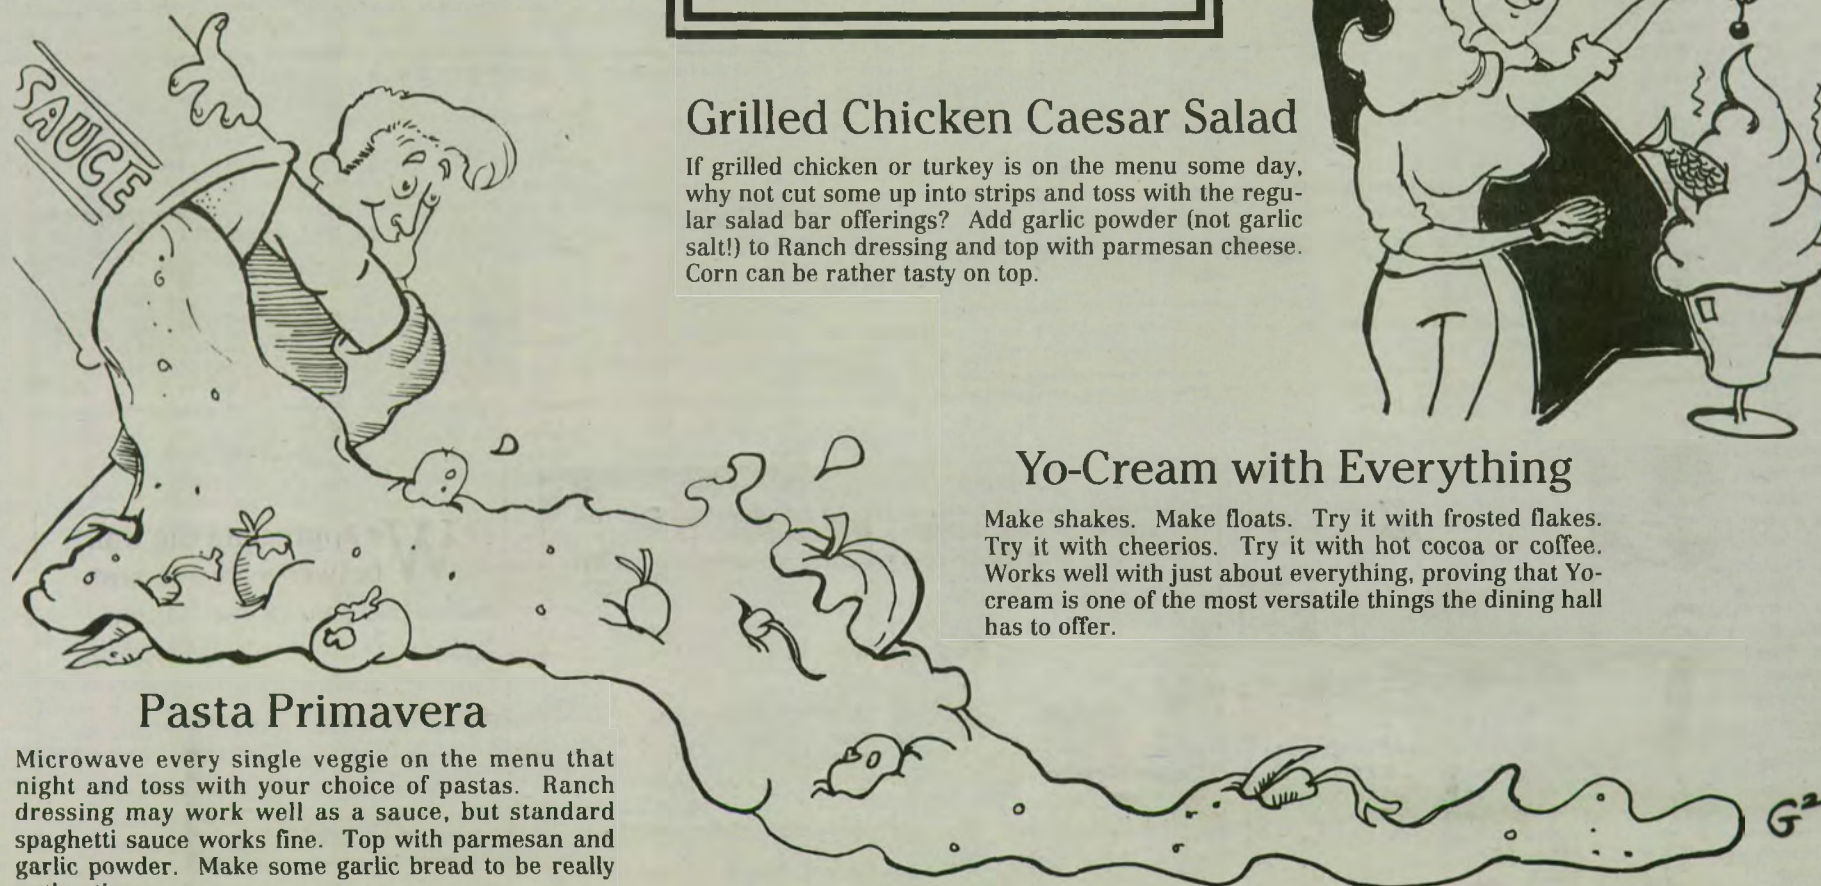 SAUCE
Grilled Chicken Caesar Salad
If grilled chicken or turkey is on the menu some day,
why not cut some up into strips and toss with the regu-
lar salad bar offerings? Add garlic powder (not garlic
salt!) to Ranch dressing and top with parmesan cheese.
Corn can be rather tasty on top.
Yo-Cream with Everything
Make shakes. Make floats. Try it with frosted flakes.
Try it with cheerios. Try it with hot cocoa or coffee.
Works well with just about everything, proving that Yo-
cream is one of the most versatile things the dining hall
has to offer.
Pasta Primavera
Microwave every single veggie on the menu that
night and toss with your choice of pastas. Ranch
dressing may work well as a sauce, but standard
spaghetti sauce works fine. Top with parmesan and
garlic powder. Make some garlic bread to be really
G²